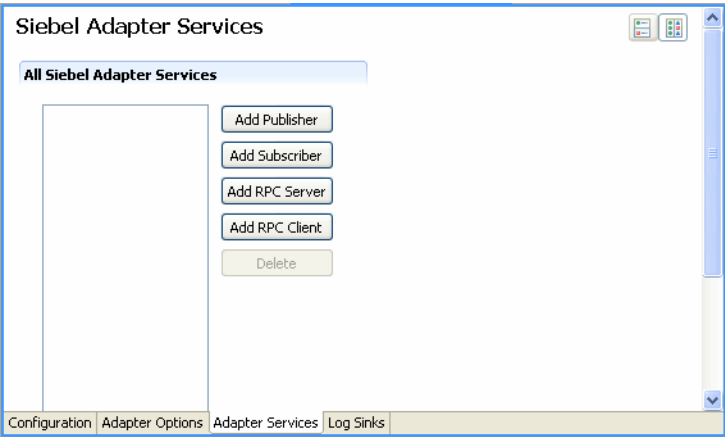 Siebel Adapter Services
All Siebel Adapter Services
Add Publisher
Add Subscriber
Add RPC Server
Add RPC Client
Delete
Configuration Adapter Options Adapter Services Log Sinks